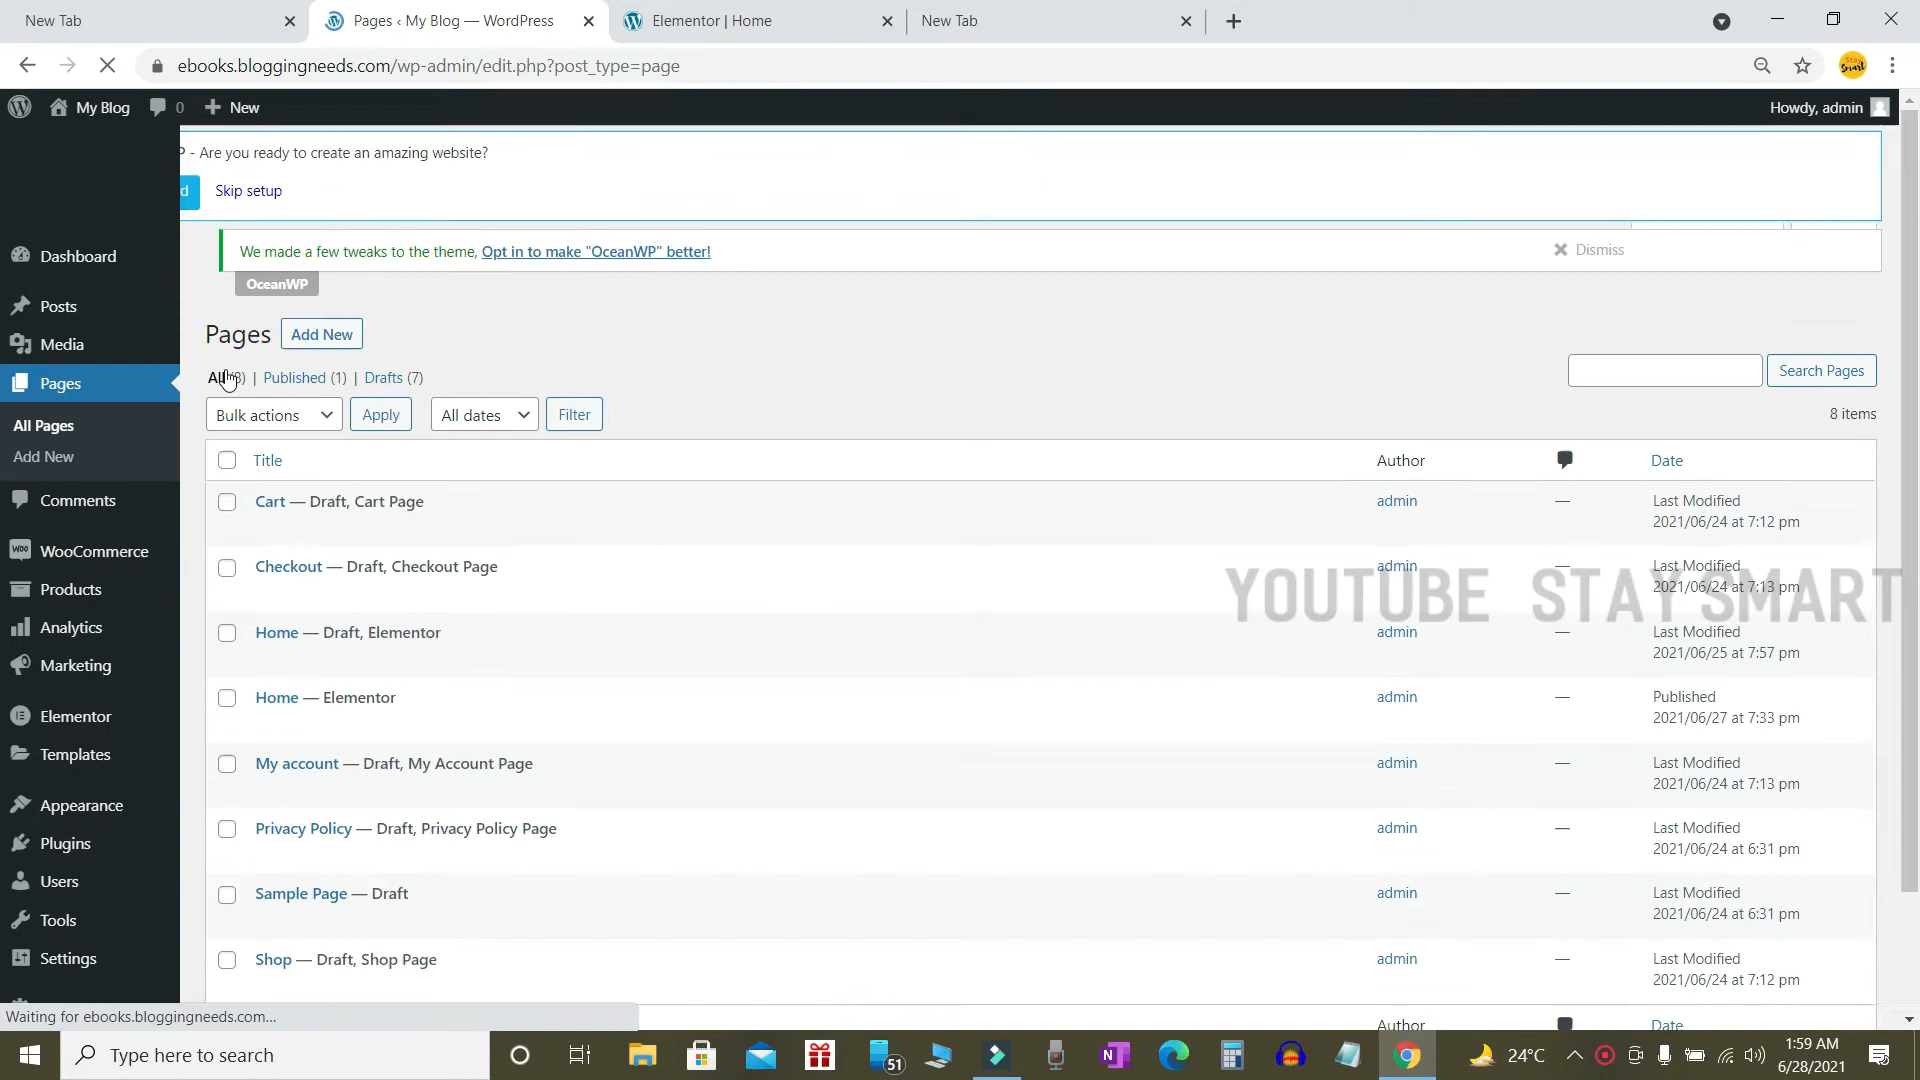 New Tab
Pages ‹ My Blog — WordPress
Elementor | Home
New Tab
ebooks.bloggingneeds.com/wp-admin/edit.php?post_type=page
My Blog 0 New
Howdy, admin
- Are you ready to create an amazing website?
d Skip setup
We made a few tweaks to the theme, Opt in to make "OceanWP" better!
Dismiss
OceanWP
Dashboard
Posts
Media
Pages
All Pages
Add New
Comments
WooCommerce
Products
Analytics
Marketing
Elementor
Templates
Appearance
Plugins
Users
Tools
Settings
Pages Add New
All (8) | Published (1) | Drafts (7)
Search Pages
Bulk actions Apply All dates Filter
8 items
Title Author Date
Cart — Draft, Cart Page admin — Last Modified
2021/06/24 at 7:12 pm
Checkout — Draft, Checkout Page admin — Last Modified
2021/06/24 at 7:13 pm
YOUTUBE STAY SMART
Home — Draft, Elementor admin — Last Modified
2021/06/25 at 7:57 pm
Home — Elementor admin — Published
2021/06/27 at 7:33 pm
My account — Draft, My Account Page admin — Last Modified
2021/06/24 at 7:13 pm
Privacy Policy — Draft, Privacy Policy Page admin — Last Modified
2021/06/24 at 6:31 pm
Sample Page — Draft admin — Last Modified
2021/06/24 at 6:31 pm
Shop — Draft, Shop Page admin — Last Modified
2021/06/24 at 7:12 pm
Author Date
Waiting for ebooks.bloggingneeds.com...
Type here to search
51
24°C
1:59 AM
6/28/2021